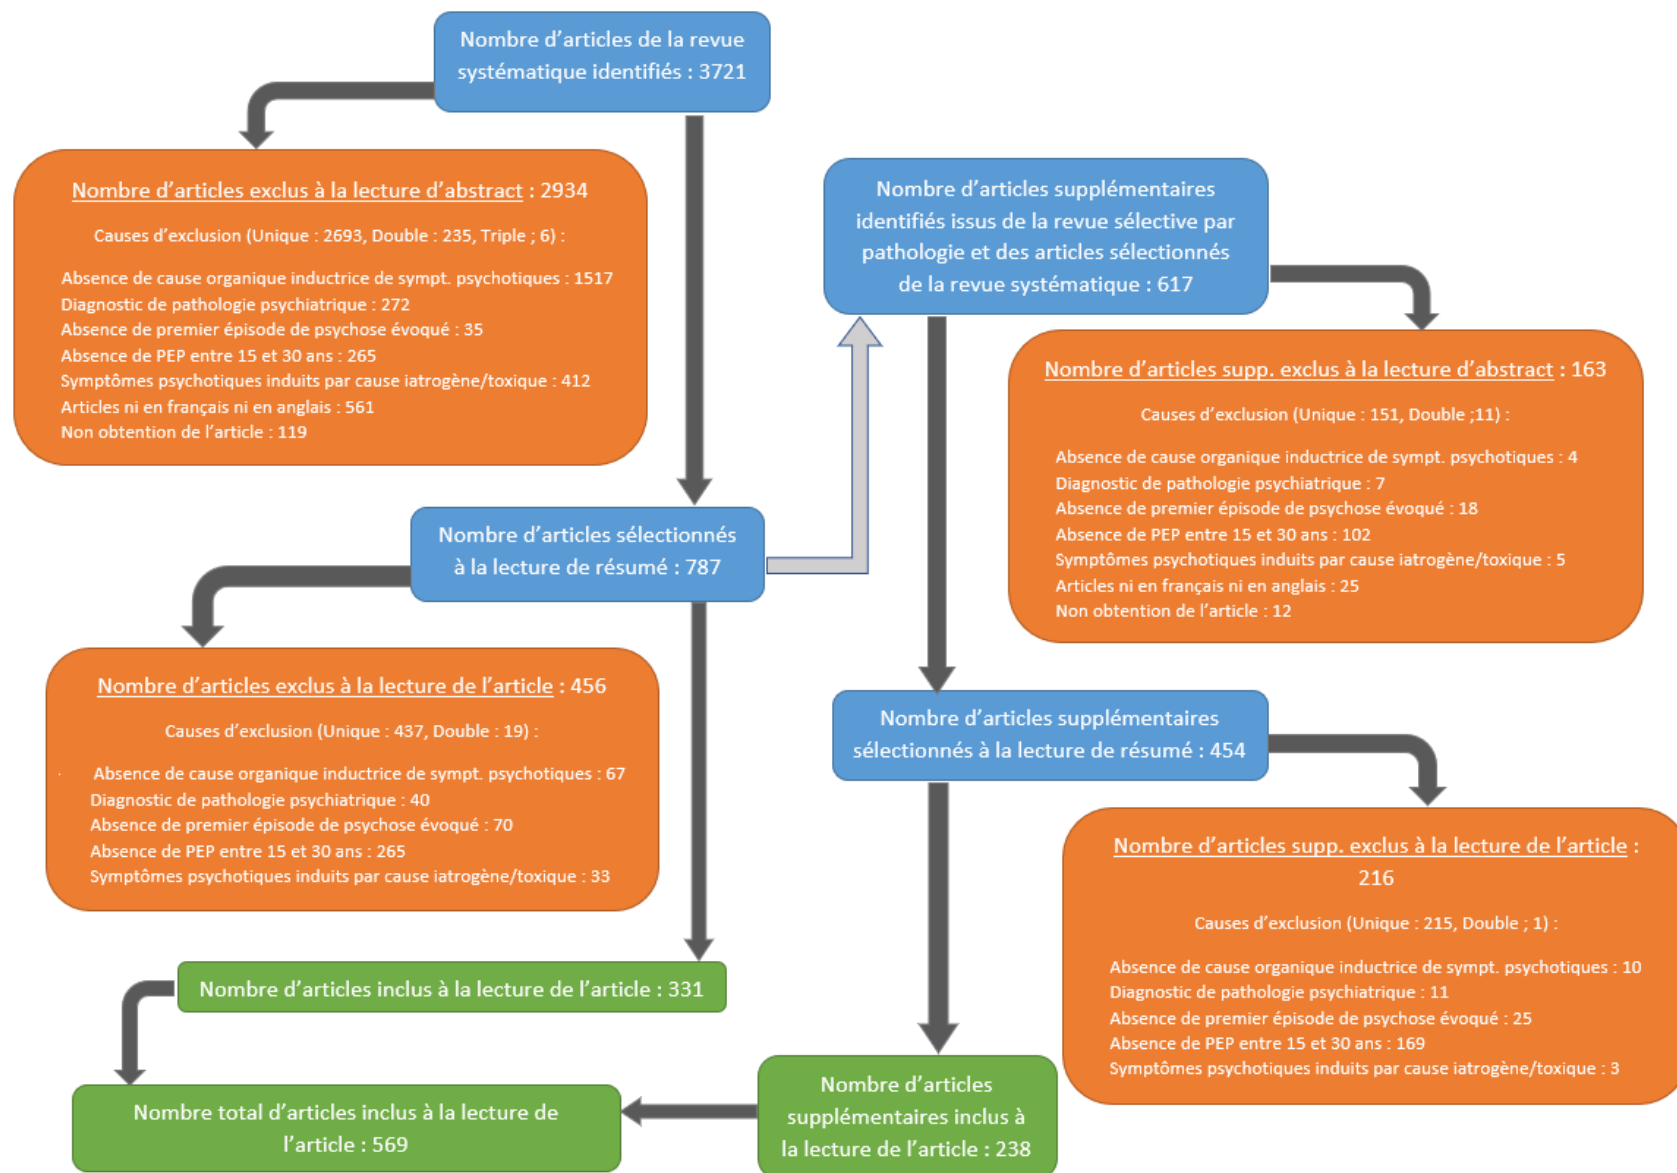 Nombre d'articles de la revue
systématique identifiés : 3721
Nombre d'articles exclus à la lecture d'abstract : 2934
Causes d'exclusion (Unique : 2693, Double : 235, Triple ; 6) :
Absence de cause organique inductrice de sympt. psychotiques : 1517
Diagnostic de pathologie psychiatrique : 272
Absence de premier épisode de psychose évoqué : 35
Absence de PEP entre 15 et 30 ans : 265
Symptômes psychotiques induits par cause iatrogène/toxique : 412
Articles ni en français ni en anglais : 561
Non obtention de l'article : 119
Nombre d'articles supplémentaires
identifiés issus de la revue sélective par
pathologie et des articles sélectionnés
de la revue systématique : 617
Nombre d'articles supp. exclus à la lecture d'abstract : 163
Causes d'exclusion (Unique : 151, Double ;11) :
Absence de cause organique inductrice de sympt. psychotiques : 4
Diagnostic de pathologie psychiatrique : 7
Absence de premier épisode de psychose évoqué : 18
Absence de PEP entre 15 et 30 ans : 102
Symptômes psychotiques induits par cause iatrogène/toxique : 5
Articles ni en français ni en anglais : 25
Non obtention de l'article : 12
Nombre d'articles sélectionnés
à la lecture de résumé : 787
Nombre d'articles exclus à la lecture de l'article : 456
Causes d'exclusion (Unique : 437, Double : 19) :
Absence de cause organique inductrice de sympt. psychotiques : 67
Diagnostic de pathologie psychiatrique : 40
Absence de premier épisode de psychose évoqué : 70
Absence de PEP entre 15 et 30 ans : 265
Symptômes psychotiques induits par cause iatrogène/toxique : 33
Nombre d'articles supplémentaires
sélectionnés à la lecture de résumé : 454
Nombre d'articles supp. exclus à la lecture de l'article :
216
Causes d'exclusion (Unique : 215, Double ; 1) :
Absence de cause organique inductrice de sympt. psychotiques : 10
Diagnostic de pathologie psychiatrique : 11
Absence de premier épisode de psychose évoqué : 25
Absence de PEP entre 15 et 30 ans : 169
Symptômes psychotiques induits par cause iatrogène/toxique : 3
Nombre d'articles inclus à la lecture de l'article : 331
Nombre d'articles
supplémentaires inclus à
la lecture de l'article : 238
Nombre total d'articles inclus à la lecture de
l'article : 569